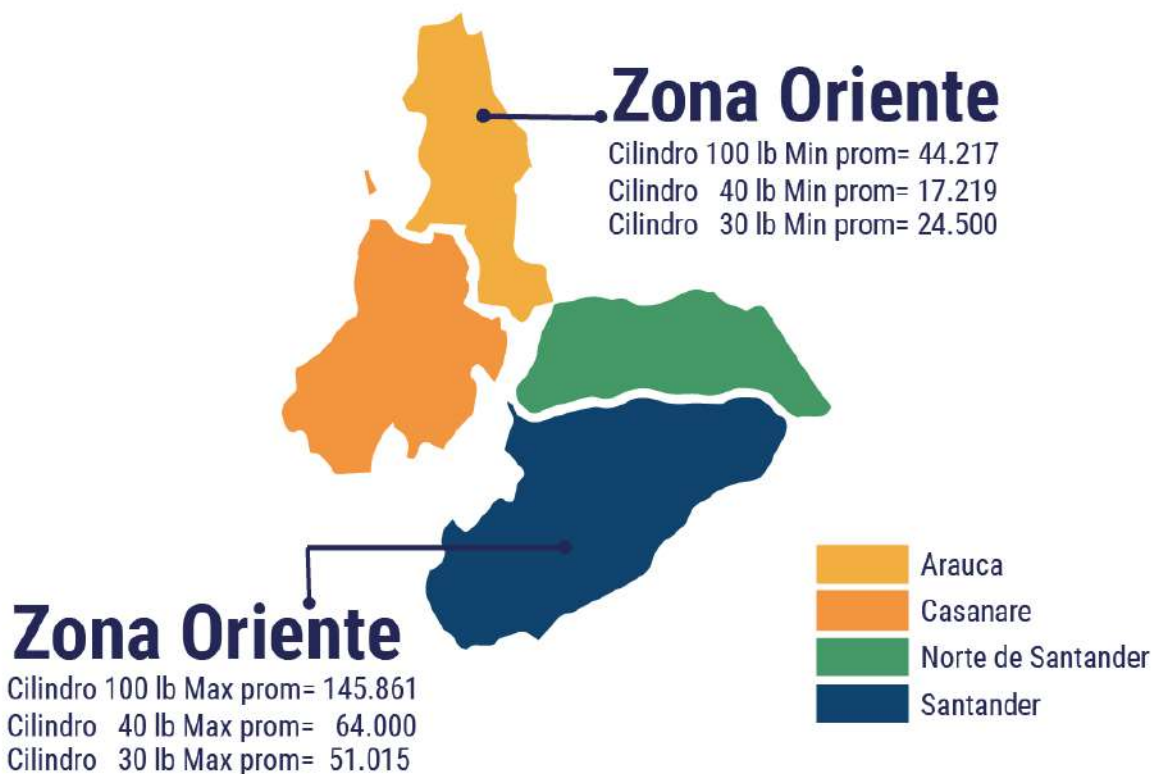 Zona Oriente
Cilindro 100 lb Min prom= 44.217
Cilindro 40 lb Min prom= 17.219
Cilindro 30 lb Min prom= 24.500
Arauca
Casanare
Norte de Santander
Santander
Zona Oriente
Cilindro 100 lb Max prom= 145.861
Cilindro 40 lb Max prom= 64.000
Cilindro 30 lb Max prom= 51.015